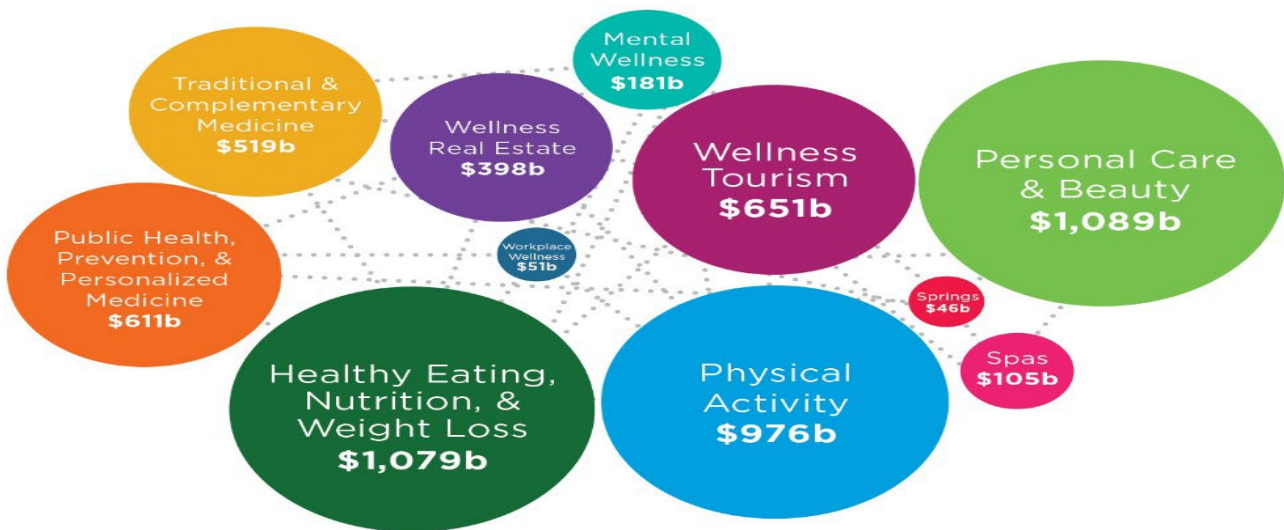 Mental
Wellness
$181b
Traditional &
Complementary
Medicine
$519b
Wellness
Real Estate
$398b
Wellness
Tourism
$651b
Personal Care
& Beauty
$1,089b
Public Health,
Prevention, &
Personalized
Medicine
$611b
Workplace
Wellness
$51b
Springs
$46b
Spas
$105b
Healthy Eating,
Nutrition, &
Weight Loss
$1,079b
Physical
Activity
$976b